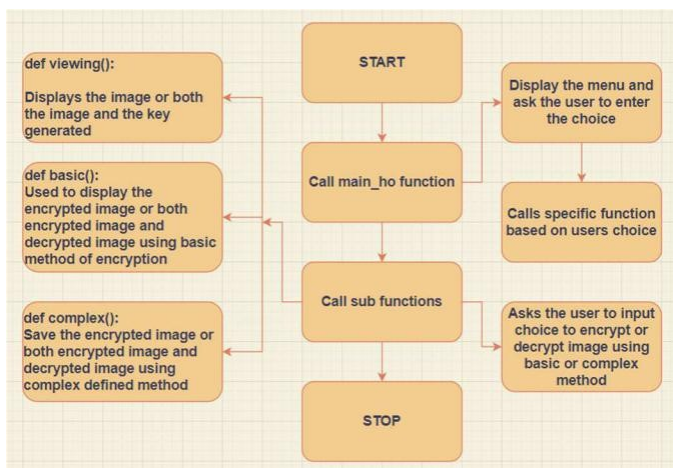 START
def viewing():
Displays the image or both
the image and the key
generated
Display the menu and
ask the user to enter
the choice
Call main_ho function
def basic():
Used to display the
encrypted image or both
encrypted image and
decrypted image using basic
method of encryption
Calls specific function
based on users choice
Call sub functions
def complex():
Save the encrypted image or
both encrypted image and
decrypted image using
complex defined method
Asks the user to input
choice to encrypt or
decrypt image using
basic or complex
method
STOP